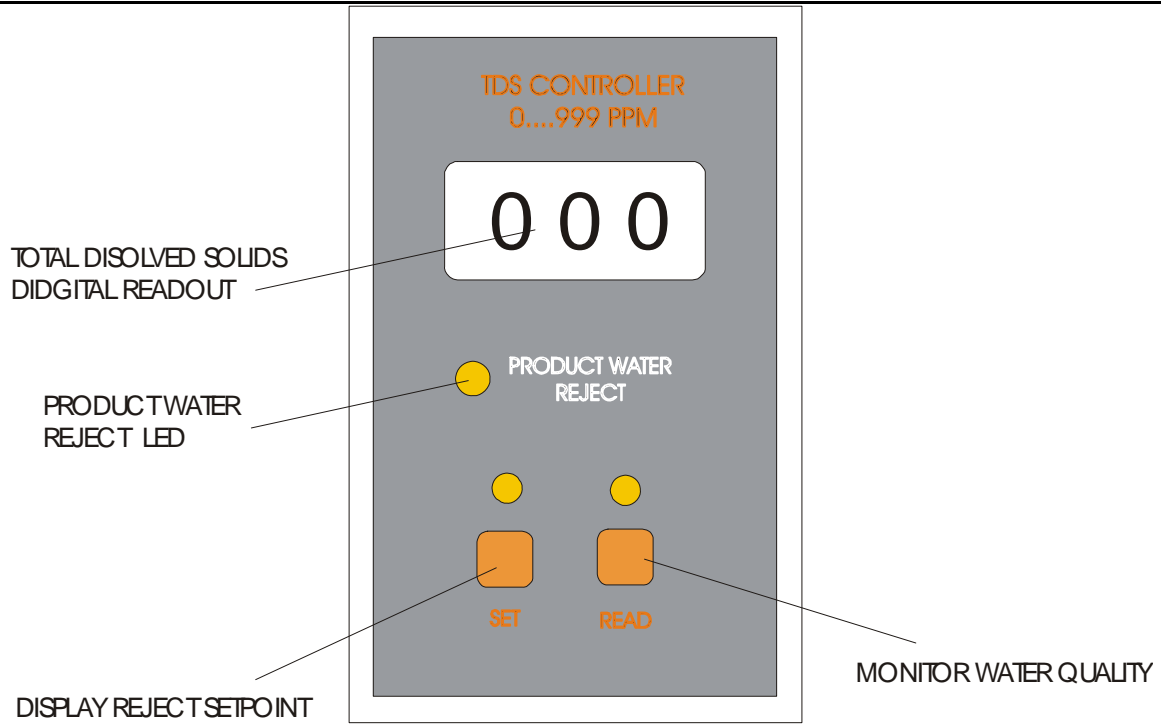 TDS CONTROLLER
0....999 PPM
0 0 0
TOTAL DISOLVED SOLIDS
DIDGITAL READOUT
PRODUCT WATER
REJECT
PRODUCT WATER
REJECT LED
SET
READ
MONITOR WATER QUALITY
DISPLAY REJECT SETPOINT